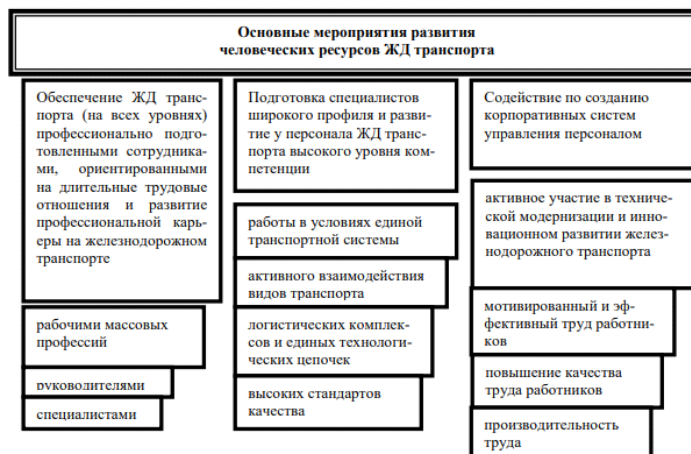 Основные мероприятия развития
человеческих ресурсов ЖД транспорта
Обеспечение ЖД транс-
порта (на всех уровнях)
профессионально подго-
товленными сотрудника-
ми, ориентированными
на длительные трудовые
отношения и развитие
профессиональной карь-
еры на железнодорожном
транспорте
рабочими массовых
профессий
руководителями
специалистами
Подготовка специалистов
широкого профиля и разви-
тие у персонала ЖД транс-
порта высокого уровня ком-
петенции
работы в условиях единой
транспортной системы
активного взаимодействия
видов транспорта
логистических комплек-
сов и единых технологи-
ческих цепочек
высоких стандартов
качества
Содействие по созданию
корпоративных систем
управления персоналом
активное участие в техни-
ческой модернизации и инно-
вационном развитии желез-
нодорожного транспорта
мотивированный и эф-
фективный труд работни-
ков
повышение качества
труда работников
производительность
труда